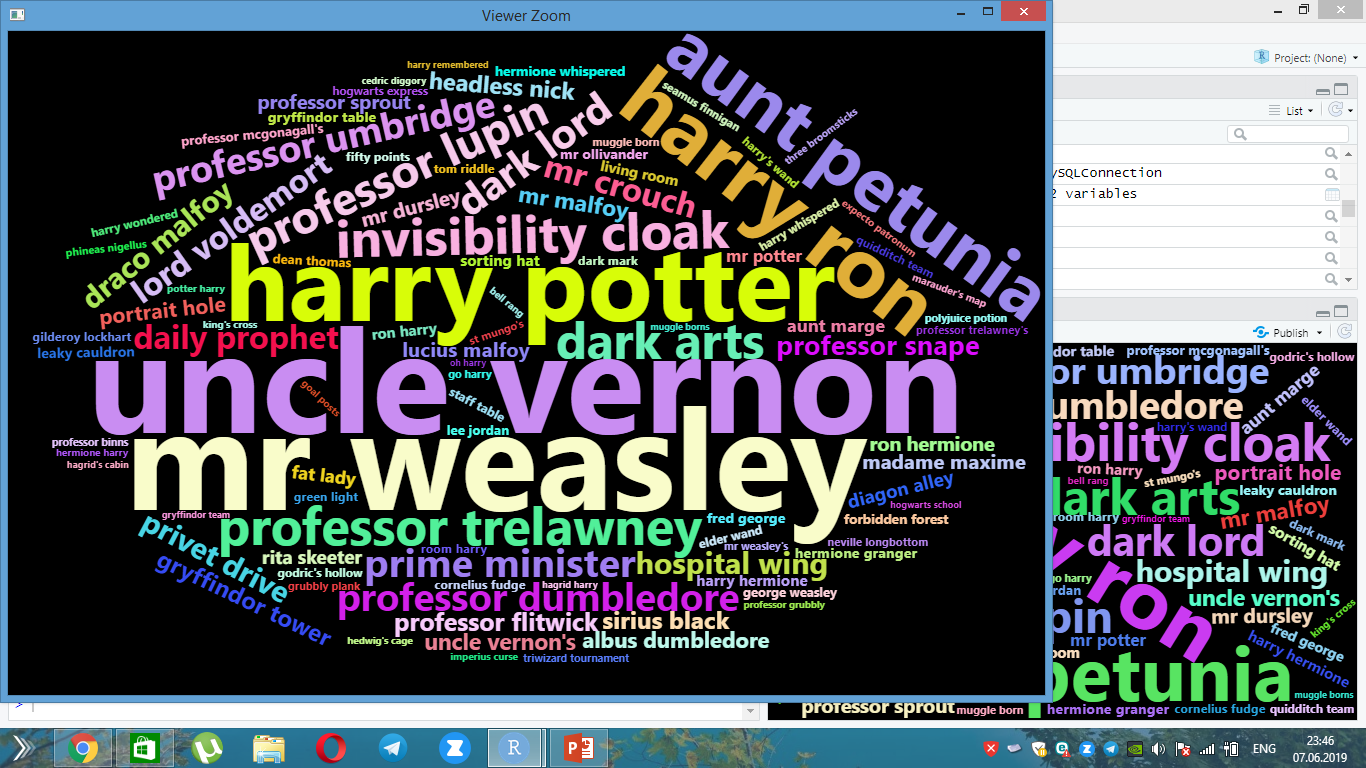 Viewer Zoom
Project: (None)
List
SQLConnection
2 variables
Publish
harry remembered
hermione whispered
cedric diggory
headless nick
hogwarts express
professor sprout
gryffindor table
professor umbridge
professor mcgonagall's
fifty points
professor lupin
tom riddle
dark lord
muggle born
mr ollivander
living room
mr crouch
mr malfoy
mr dursley
invisibility cloak
aunt petunia
harry ron
seamus finnigan
three broomsticks
harry's wand
harry whispered
expecto patronum
quidditch team
marauder's map
polyjuice potion
professor trelawney's
harry wondered
phineas nigellus
draco malfoy
lord voldemort
dean thomas
sorting hat
dark mark
mr potter
harry potter
potter harry
portrait hole
king's cross
bell rang
st mungo's
muggle borns
aunt marge
gilderoy lockhart
daily prophet
ron harry
leaky cauldron
lucius malfoy
dark arts
professor snape
oh harry
go harry
uncle vernon
goal posts
staff table
lee jordan
professor binns
hermione harry
hagrid's cabin
mr weasley
ron hermione
madame maxime
fat lady
green light
diagon alley
hogwarts school
gryffindor team
professor trelawney
fred george
forbidden forest
privet drive
elder wand
mr weasley's
neville longbottom
hermione granger
rita skeeter
room harry
prime minister
hospital wing
godric's hollow
gryffindor tower
grubbly plank
cornelius fudge
hagrid harry
harry hermione
george weasley
professor dumbledore
professor grubbly
professor flitwick
sirius black
hedwig's cage
uncle vernon's
albus dumbledore
imperius curse
triwizard tournament
dor table
professor mcgonagall's
godric's hollow
or umbridge
aunt marge
elder wand
umbledore
harry's wand
ibility cloak
ron harry
portrait hole
bell rang
st mungo's
leaky cauldron
dark arts
mr malfoy
room harry
gryffindor team
dark mark
dark lord
sorting hat
y ron
go harry
hospital wing
rdan
uncle vernon's
king's cross
pin
mr dursley
mr potter
fred george
oom
harry hermione
petunia
muggle borns
professor sprout
muggle born
hermione granger
cornelius fudge
quidditch team
>
R
P
ENG
23:46
07.06.2019